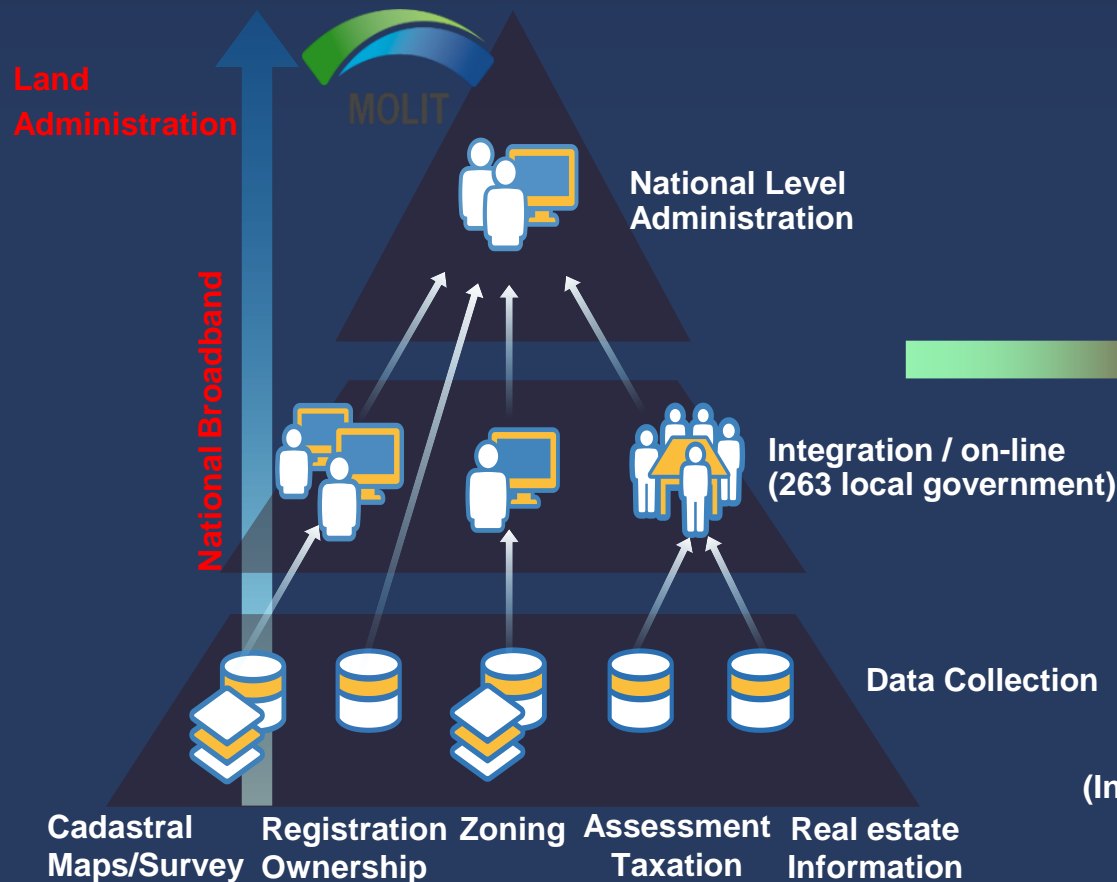 Land
Administration
MOLIT
National Level
Administration
National Broadband
Integration / on-line
(263 local government)
Data Collection
(In
Cadastral
Maps/Survey
Registration
Ownership
Zoning
Assessment
Taxation
Real estate
Information